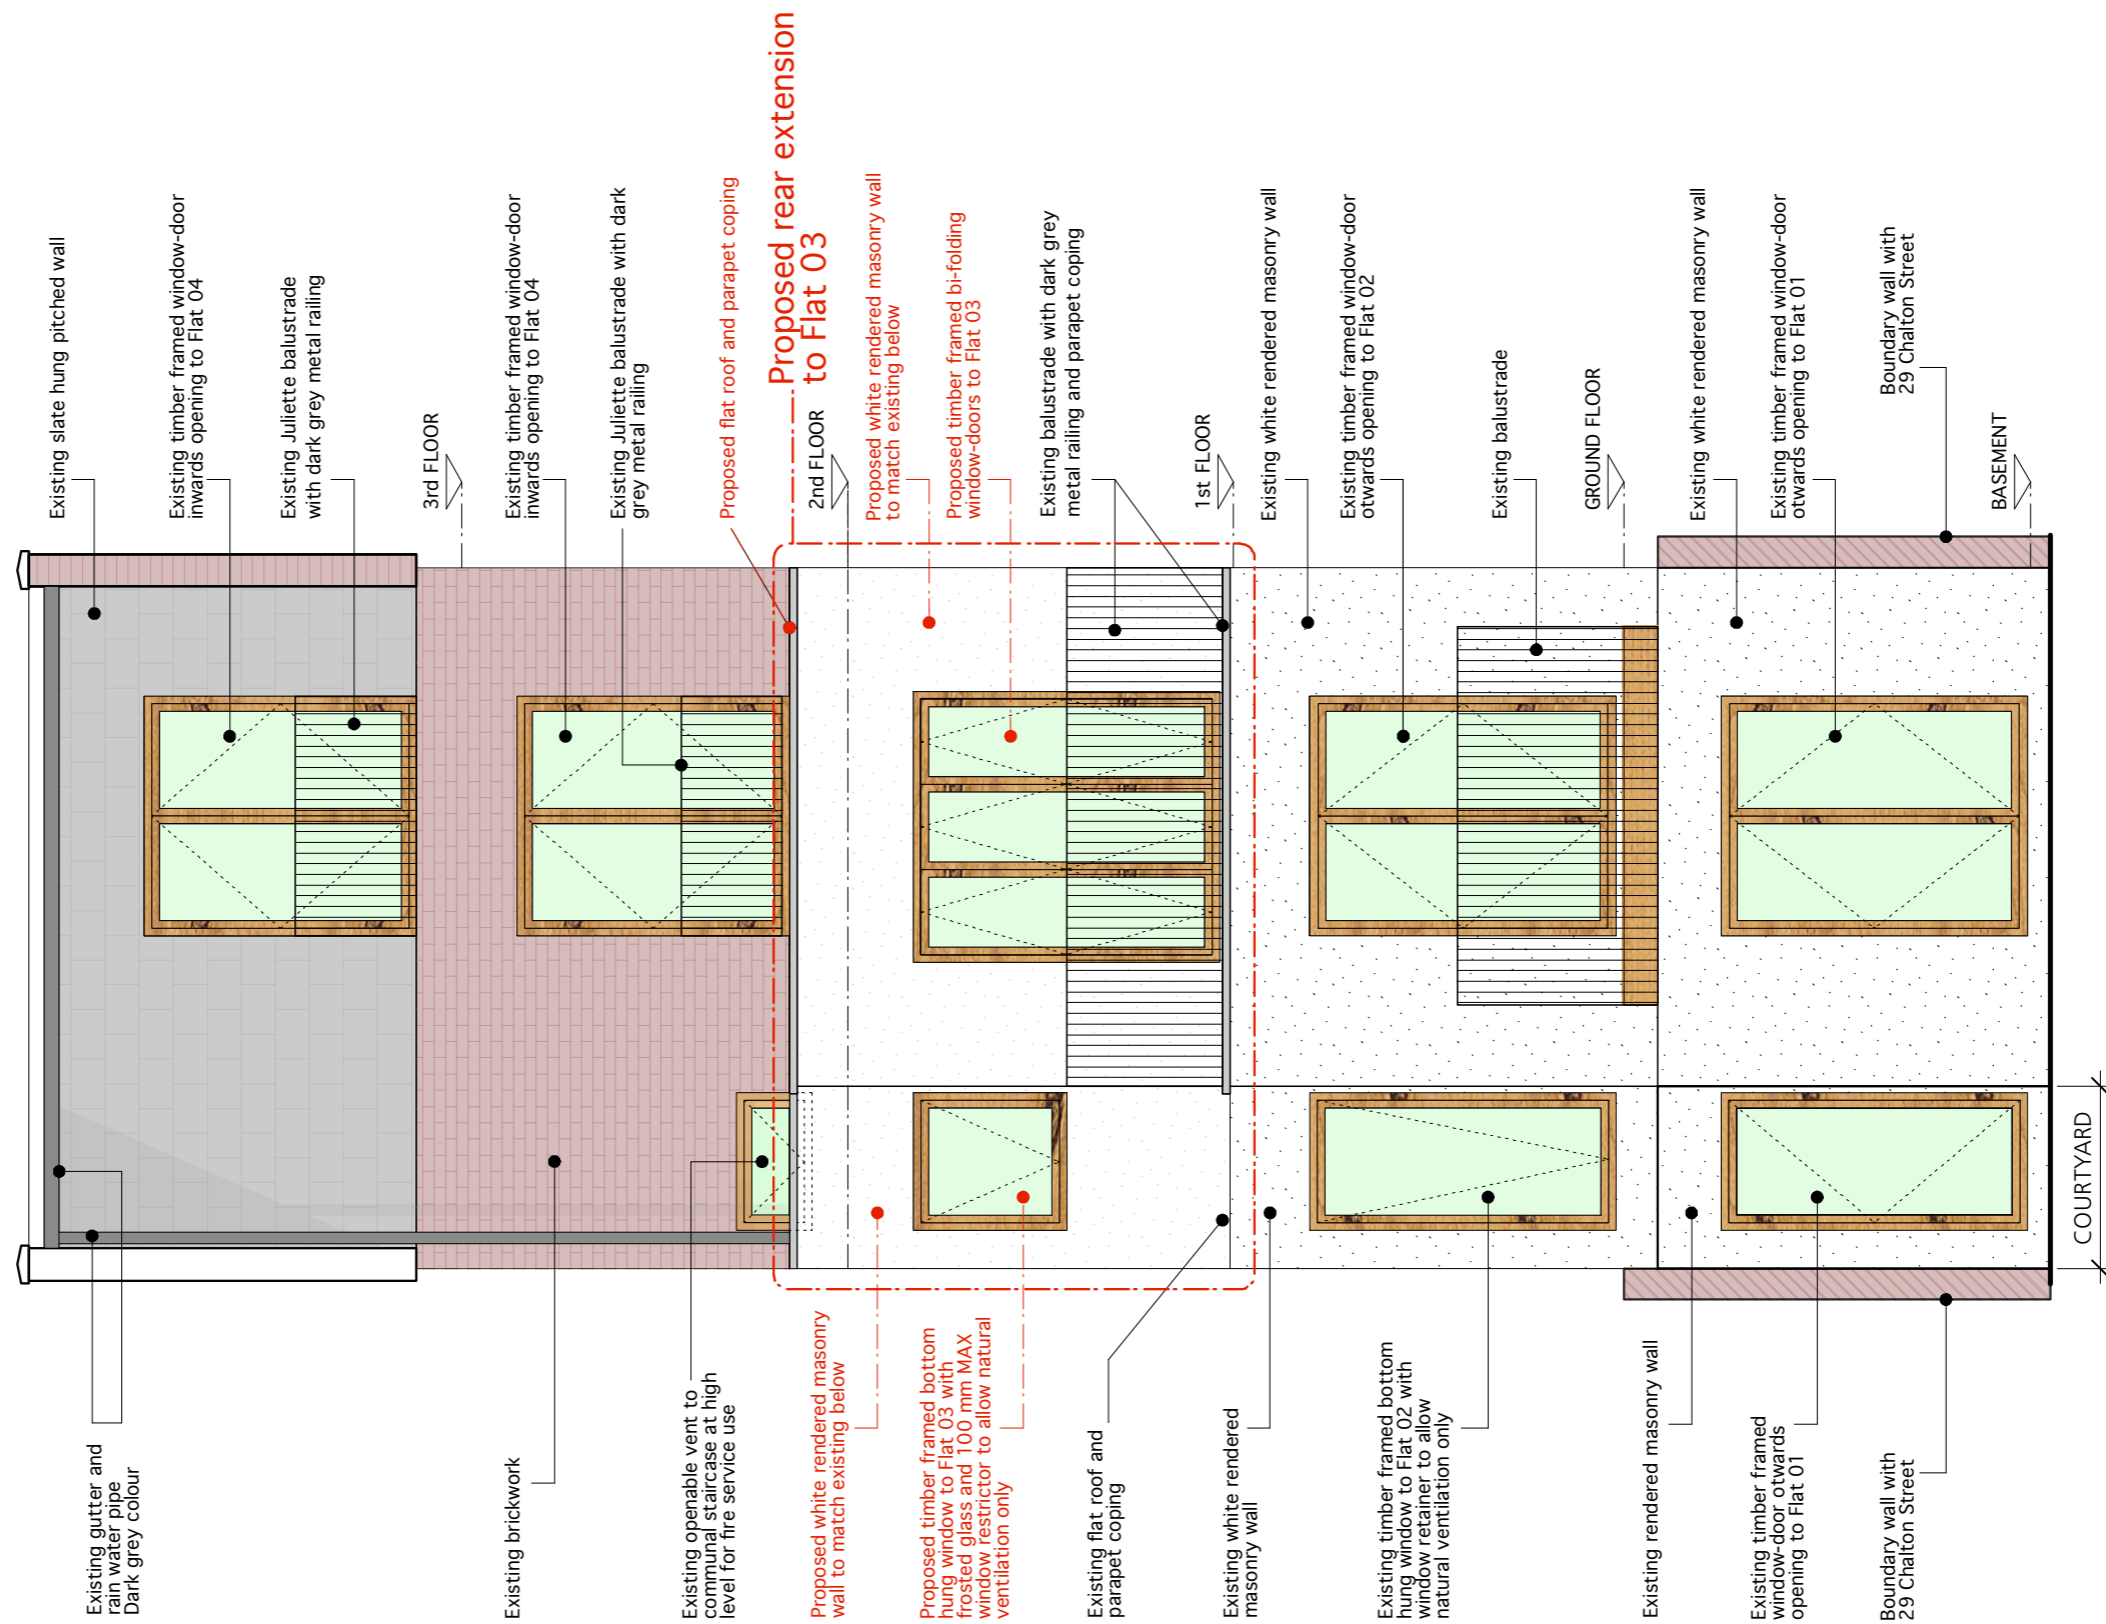 Existing slate hung pitched wall
Existing timber framed window-door
inwards opening to Flat 04
Existing Juliette balustrade
with dark grey metal railing
3rd FLOOR
Existing timber framed window-door
inwards opening to Flat 04
Existing Juliette balustrade with dark
grey metal railing
Proposed flat roof and parapet coping
Proposed rear extension
to Flat 03
2nd FLOOR
Proposed white rendered masonry wall
to match existing below
Proposed timber framed bi-folding
window-doors to Flat 03
Existing balustrade with dark grey
metal railing and parapet coping
1st FLOOR
Existing white rendered masonry wall
Existing timber framed window-door
otwards opening to Flat 02
Existing balustrade
GROUND FLOOR
Existing white rendered masonry wall
Existing timber framed window-door
otwards opening to Flat 01
Boundary wall with
29 Chalton Street
BASEMENT
Existing gutter and
rain water pipe
Dark grey colour
Existing brickwork
Existing openable vent to
communal staircase at high
level for fire service use
Proposed white rendered masonry
wall to match existing below
Proposed timber framed bottom
hung window to Flat 03 with
frosted glass and 100 mm MAX
window restrictor to allow natural
ventilation only
Existing flat roof and
parapet coping
Existing white rendered
masonry wall
Existing timber framed bottom
hung window to Flat 02 with
window retainer to allow
natural ventilation only
Existing rendered masonry wall
Existing timber framed
window-door otwards
opening to Flat 01
Boundary wall with
29 Chalton Street
COURTYARD